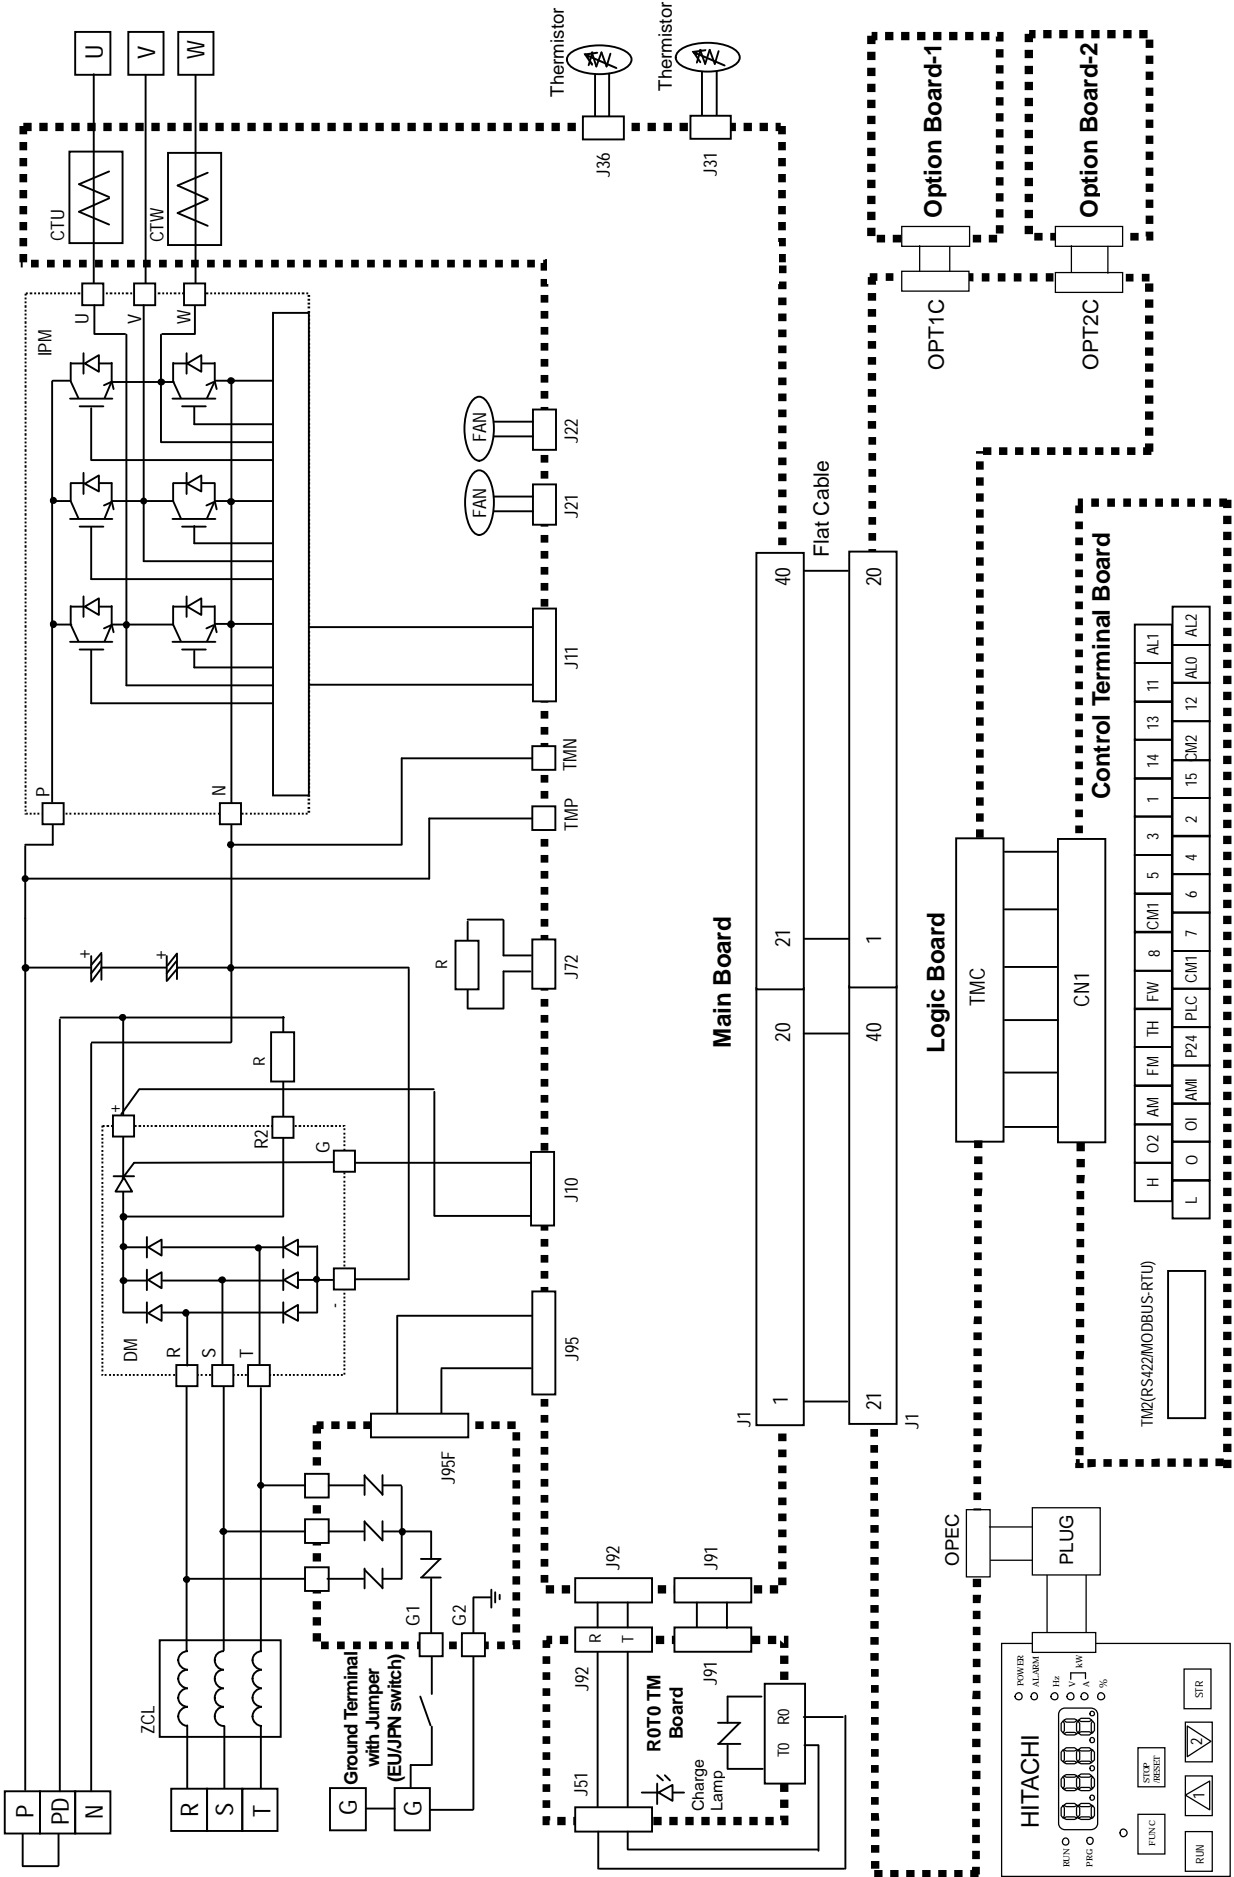 P
PD
N
R
S
T
ZCL
G
G
Ground Terminal
with Jumper
(EU/JPN switch)
G1
G2
J95F
DM
R
S
T
-
+
R2
G
R
+
+
P
N
IPM
U
V
W
CTU
CTW
U
V
W
J95
J10
R
J72
TMP
TMN
J11
FAN
J21
FAN
J22
Thermistor
J36
Thermistor
J31
J51
J92
R
T
J92
J91
J91
R0T0 TM
Board
Charge
Lamp
T0 R0
Main Board
J1
1
20
21
40
Flat Cable
21
40
1
20
J1
Logic Board
TMC
CN1
OPT1C
Option Board-1
OPT2C
Option Board-2
OPEC
PLUG
Control Terminal Board
H O2 AM FM TH FW 8 CM1 5 3 1 14 13 11 AL1
L O OI AMI P24 PLC CM1 7 6 4 2 15 CM2 12 AL0 AL2
TM2(RS422/MODBUS-RTU)
HITACHI
POWER
ALARM
Hz
V
kW
A
%
RUN
PRG
RUN
FUNC
1
STOP
/RESET
2
STR